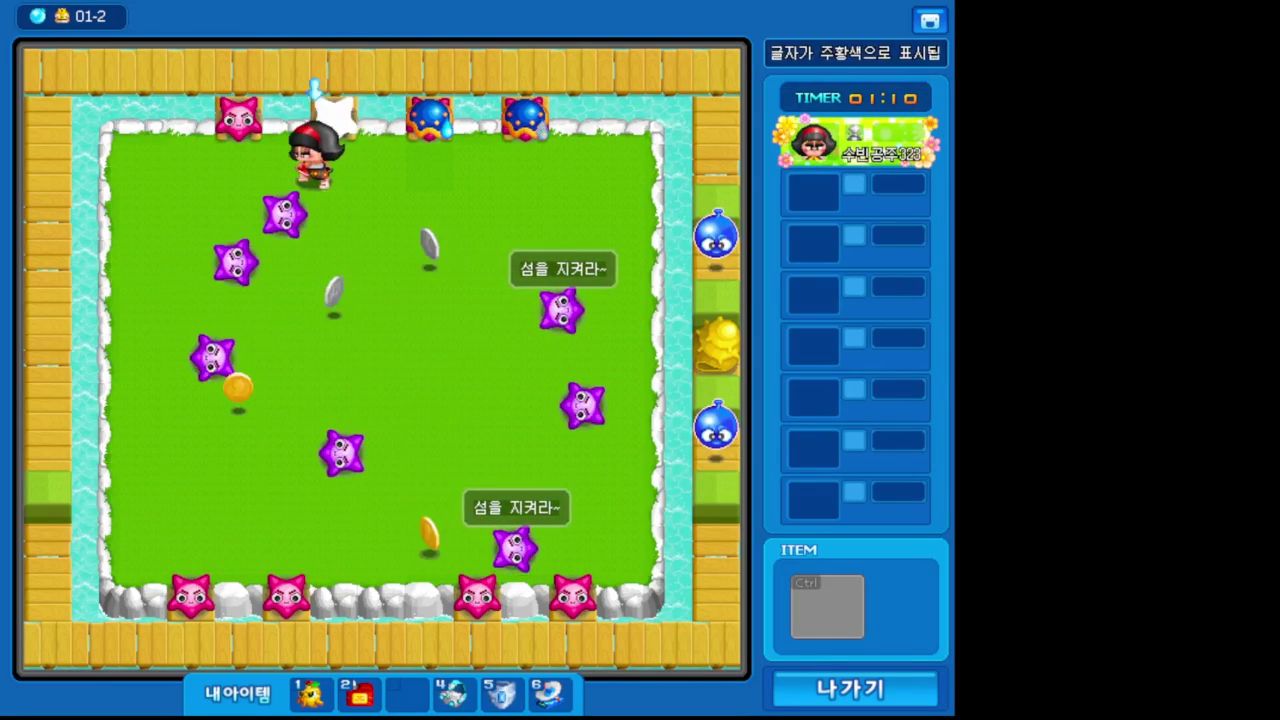 01-2
글자가 주황색으로 표시됩
TIMER 01:10
수빈공주323
섬을 지켜라~
섬을 지켜라~
ITEM
Ctrl
내아이템 1 2 4 5 6
나가기